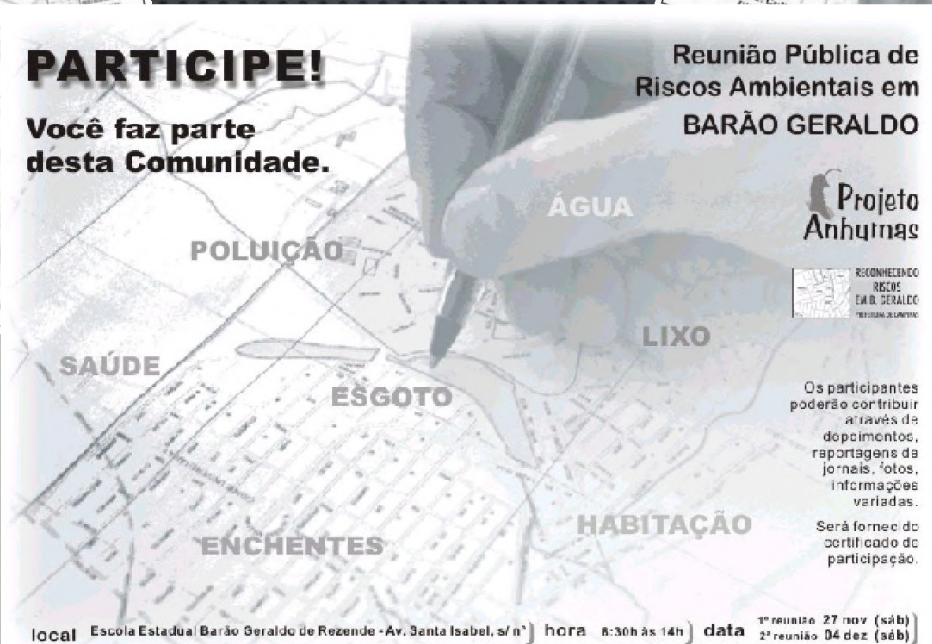 PARTICIPE!
Você faz parte
desta Comunidade.
Reunião Pública de
Riscos Ambientais em
BARÃO GERALDO
Projeto
Anhumas
RECONHECENDO
RISCOS
EM B. GERALDO
ÁGUA
POLUIÇÃO
LIXO
SAÚDE
ESGOTO
HABITAÇÃO
ENCHENTES
Os participantes
poderão contribuir
através de
depoimentos,
reportagens de
jornais, fotos,
informações
variadas.
Será fornecido
certificado de
participação.
local Escola Estadual Barão Geraldo de Rezende - Av. Santa Isabel, s/ n° hora 8:30h às 14h data 1ª reunião 27 nov (sáb)
2ª reunião 04 dez (sáb)